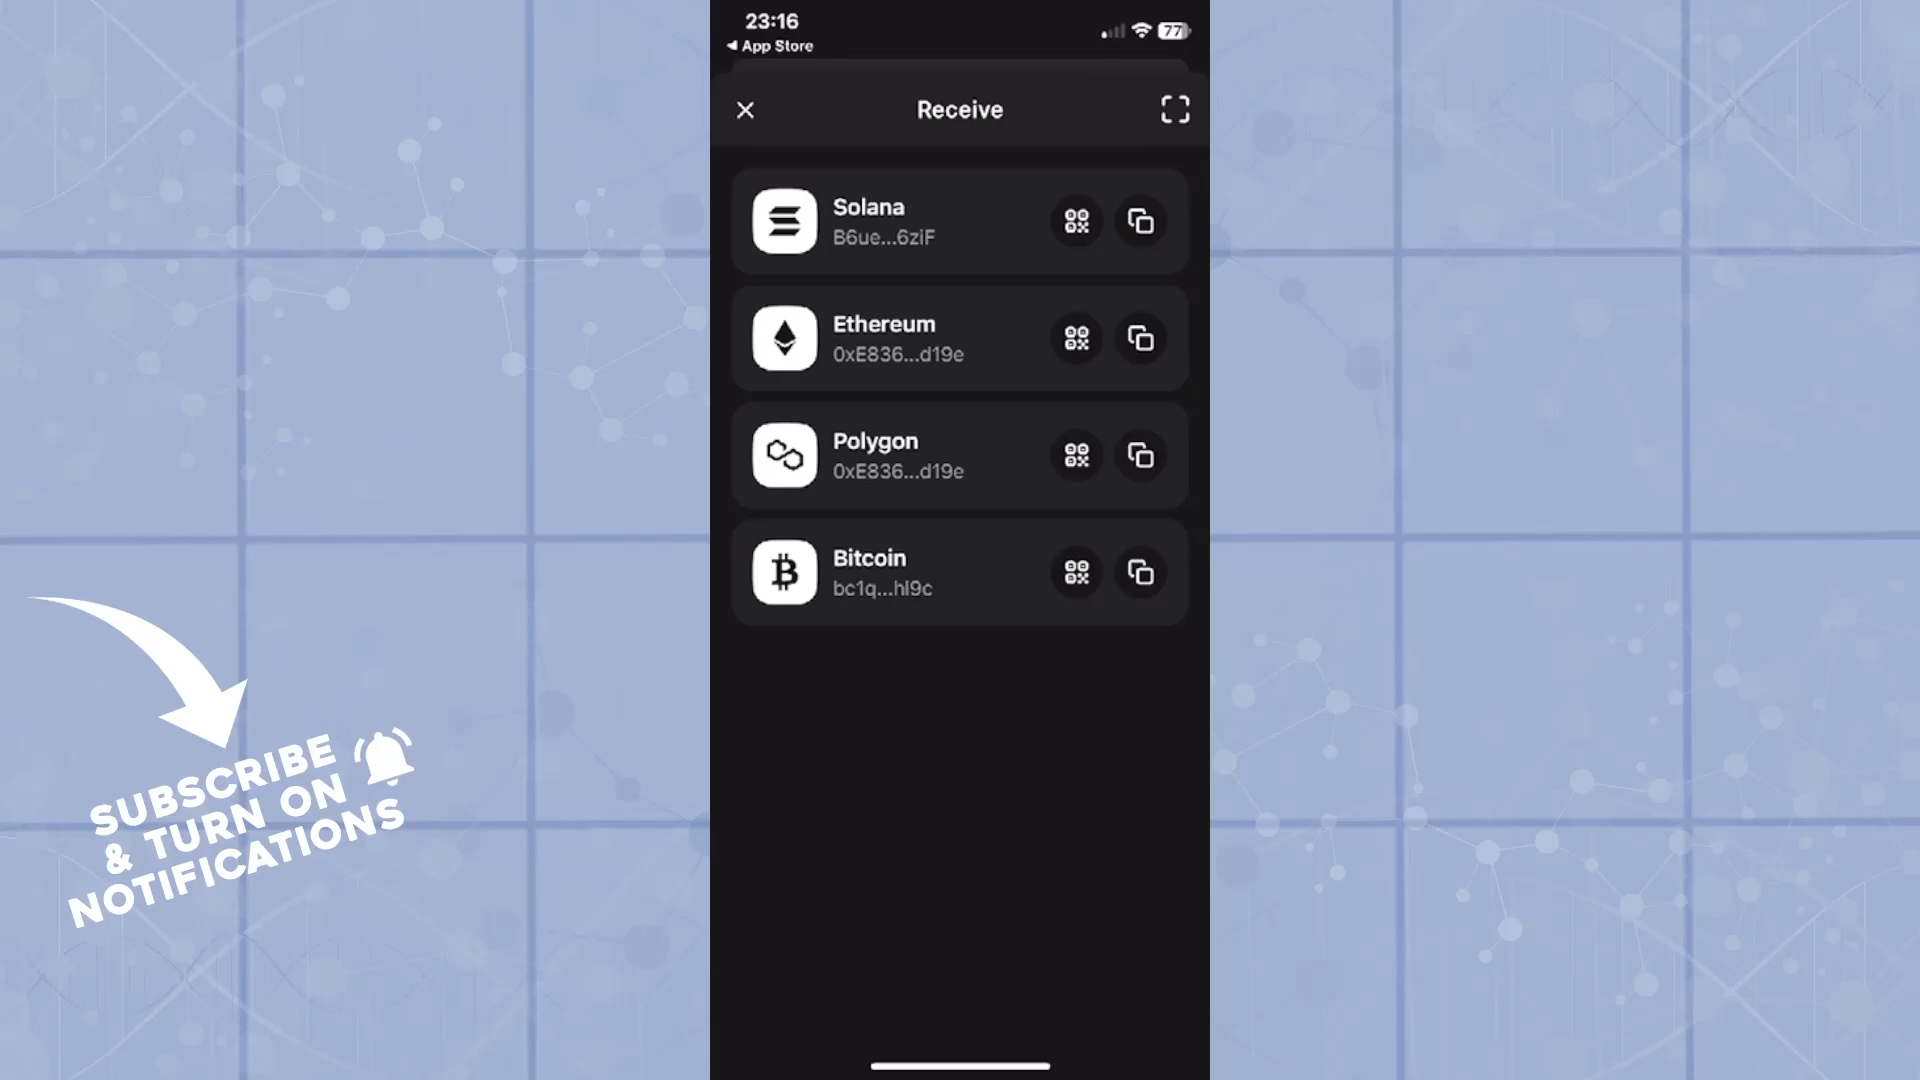 23:16
77
App Store
Receive
Solana
B6ue...6ziF
Ethereum
0xE836...d19e
Polygon
0xE836...d19e
Bitcoin
bc1q...hl9c
SUBSCRIBE
& TURN ON
NOTIFICATIONS